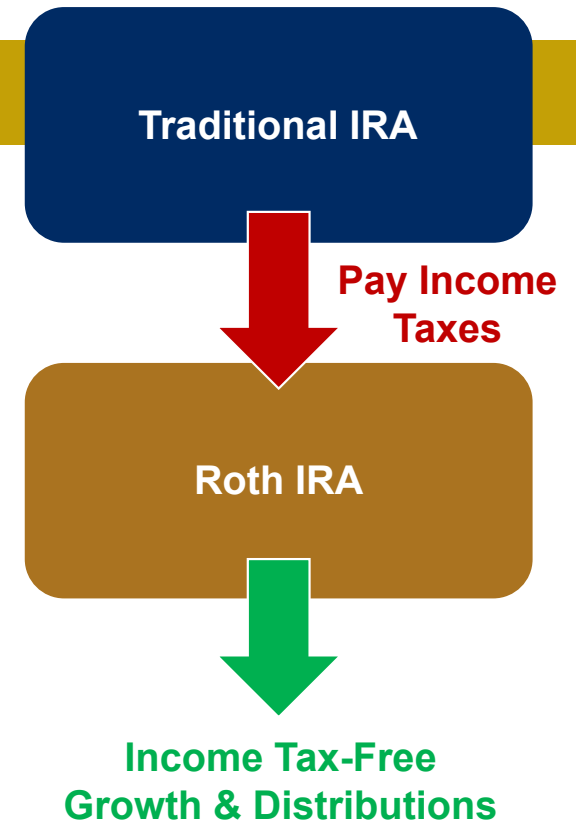 Traditional IRA
Pay Income
Taxes
Roth IRA
Income Tax-Free
Growth & Distributions